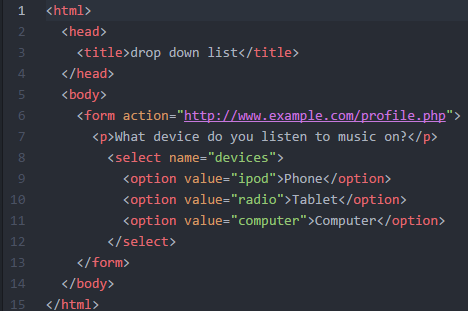 1 <html>
2 <head>
3 <title>drop down list</title>
4 </head>
5 <body>
6 <form action="http://www.example.com/profile.php">
7 <p>What device do you listen to music on?</p>
8 <select name="devices">
9 <option value="ipod">Phone</option>
10 <option value="radio">Tablet</option>
11 <option value="computer">Computer</option>
12 </select>
13 </form>
14 </body>
15 </html>